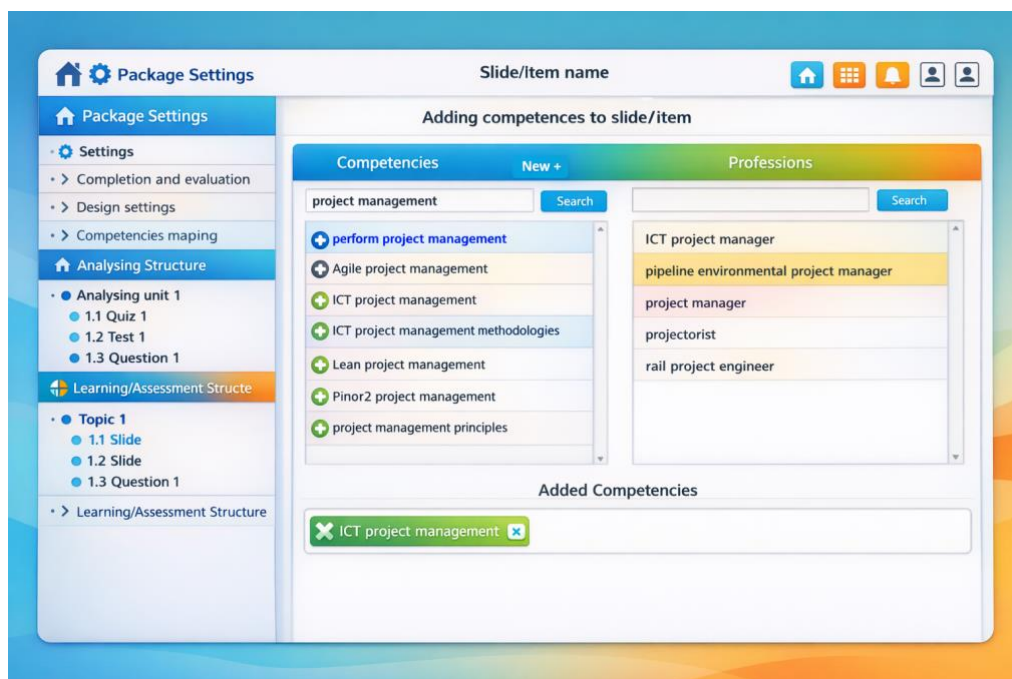 Package Settings
Slide/Item name
Package Settings
Settings
Completion and evaluation
Design settings
Competencies maping
Analysing Structure
Analysing unit 1
1.1 Quiz 1
1.2 Test 1
1.3 Question 1
Learning/Assessment Structe
Topic 1
1.1 Slide
1.2 Slide
1.3 Question 1
Learning/Assessment Structure
Adding competences to slide/item
Competencies
New +
Professions
project management
Search
Search
perform project management
Agile project management
ICT project management
ICT project management methodologies
Lean project management
Pinor2 project management
project management principles
ICT project manager
pipeline environmental project manager
project manager
projectorist
rail project engineer
Added Competencies
ICT project management